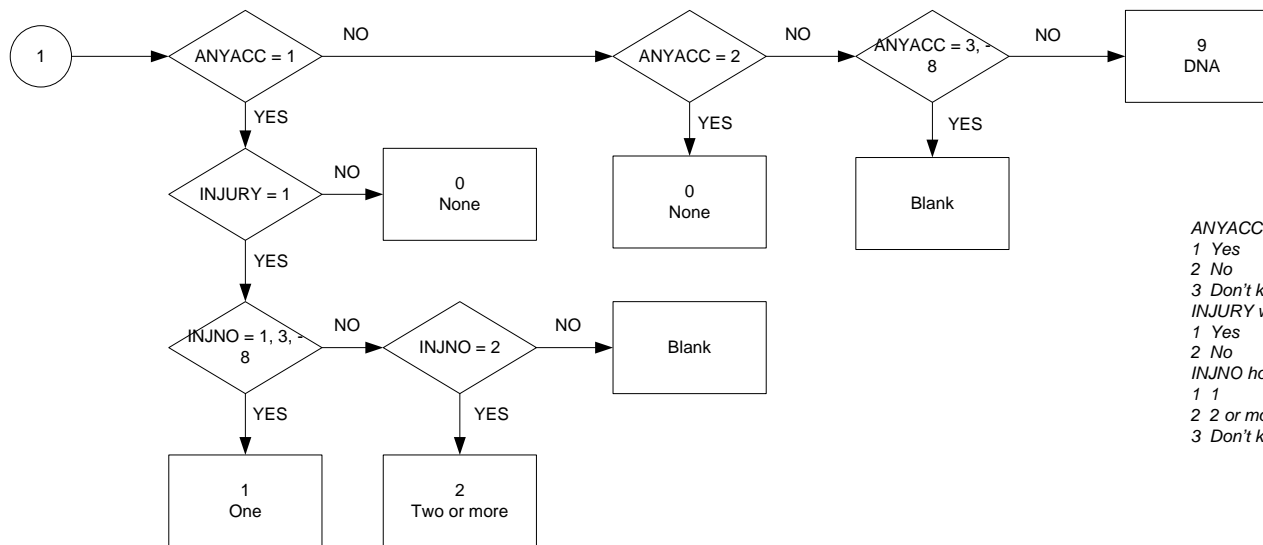 1
ANYACC = 1
NO
ANYACC = 2
NO
ANYACC = 3, -
8
NO
9
DNA
YES
YES
YES
INJURY = 1
NO
0
None
0
None
Blank
YES
INJNO = 1, 3, -
8
NO
INJNO = 2
NO
Blank
YES
YES
1
One
2
Two or more
ANYACC
1 Yes
2 No
3 Don't
INJURY
1 Yes
2 No
INJNO
1 1
2 2 or
3 Don't